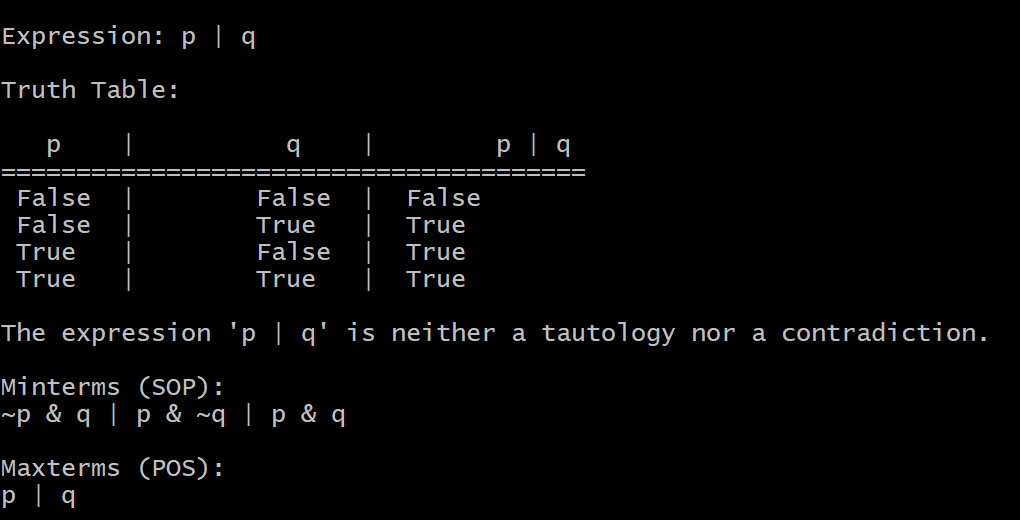 Expression: p | q
Truth Table:
p | q | p | q
=======================================
False | False | False
False | True | True
True | False | True
True | True | True
The expression 'p | q' is neither a tautology nor a contradiction.
Minterms (SOP):
~p & q | p & ~q | p & q
Maxterms (POS):
p | q